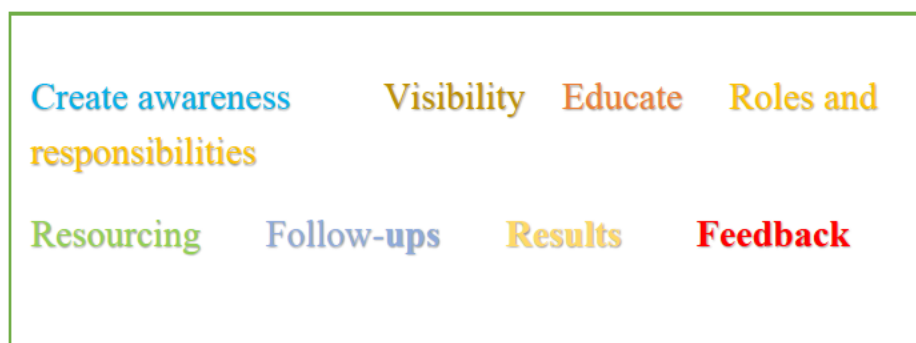 Create awareness Visibility Educate Roles and
responsibilities
Resourcing Follow-ups Results Feedback